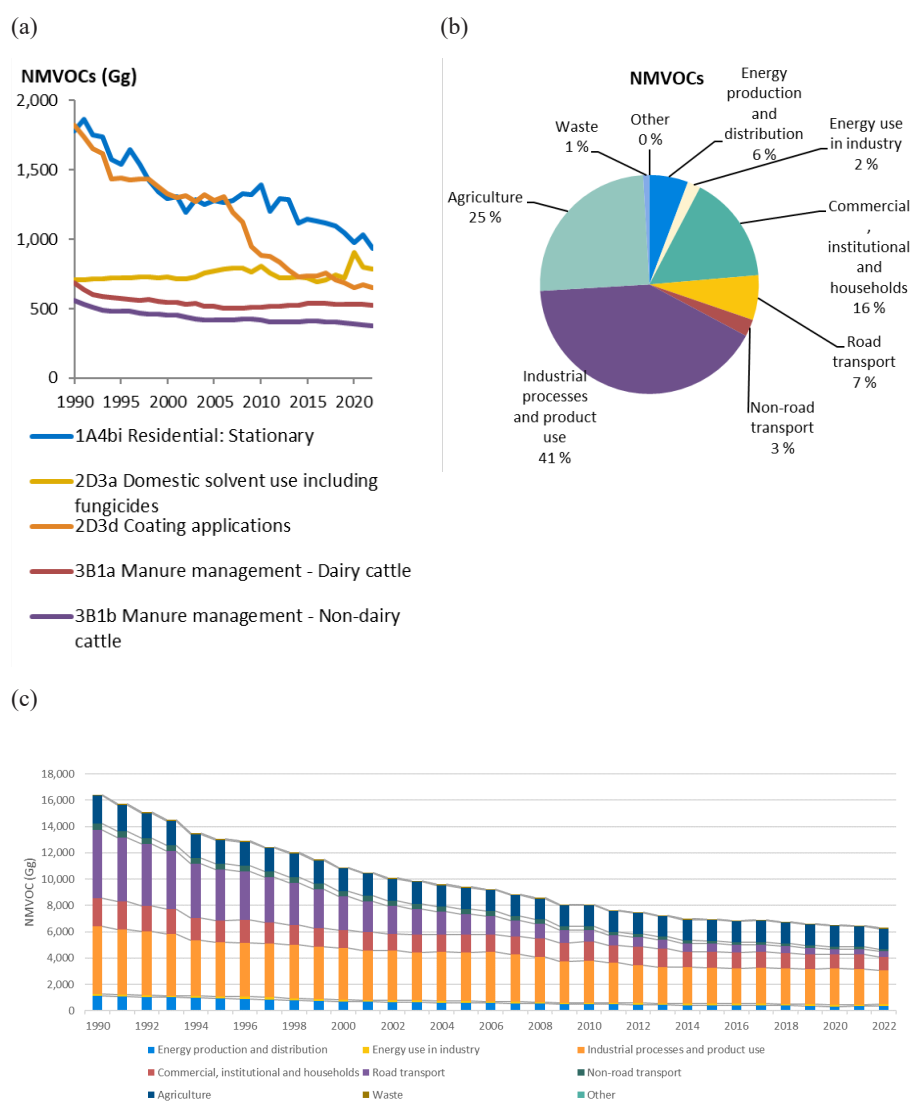 (a)
(b)
NMVOCs (Gg)
2,000
1,500
1,000
500
0
1990 1995 2000 2005 2010 2015 2020
1A4bi Residential: Stationary
2D3a Domestic solvent use including
fungicides
2D3d Coating applications
3B1a Manure management - Dairy cattle
3B1b Manure management - Non-dairy
cattle
NMVOCs
Energy
production
and
distribution
6 %
Energy use
in industry
2 %
Commercial
,
institutional
and
households
16 %
Road
transport
7 %
Non-road
transport
3 %
Industrial
processes
and product
use
41 %
Agriculture
25 %
Waste
1 %
Other
0 %
(c)
NMVOC (Gg)
18,000
16,000
14,000
12,000
10,000
8,000
6,000
4,000
2,000
0
1990 1992 1994 1996 1998 2000 2002 2004 2006 2008 2010 2012 2014 2016 2018 2020 2022
Energy production and distribution Energy use in industry Industrial processes and product use
Commercial, institutional and households Road transport Non-road transport
Agriculture Waste Other